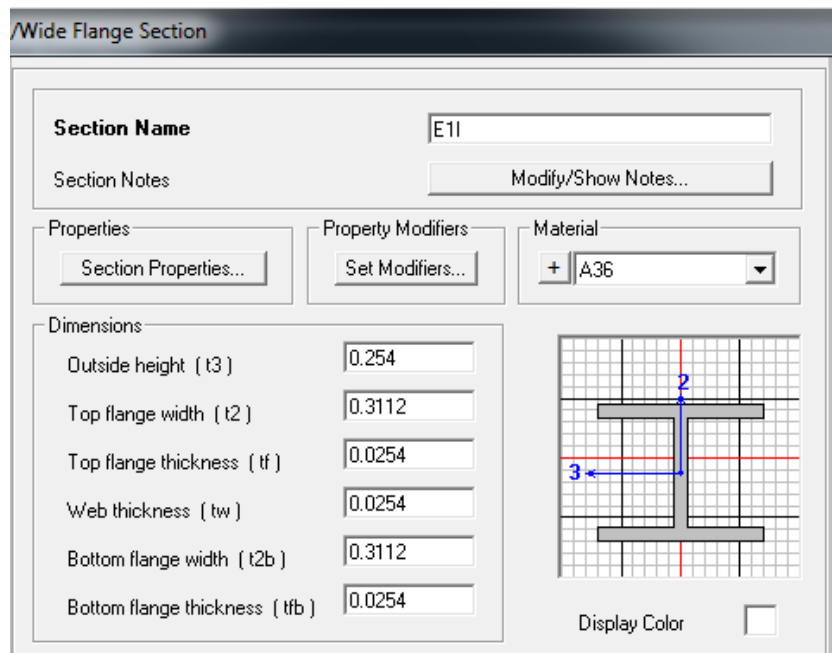 /Wide Flange Section
Section Name E1I
Section Notes Modify/Show Notes...
Properties Property Modifiers Material
Section Properties... Set Modifiers... + A36
Dimensions
Outside height ( t3 ) 0.254
Top flange width ( t2 ) 0.3112
Top flange thickness ( tf ) 0.0254
Web thickness ( tw ) 0.0254
Bottom flange width ( t2b ) 0.3112
Bottom flange thickness ( tfb ) 0.0254
2
3
Display Color